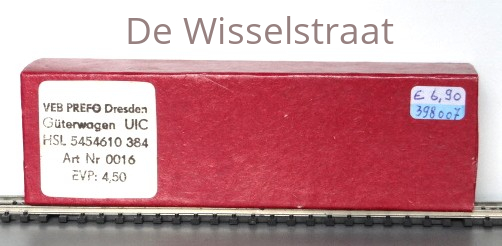 De Wisselstraat
VEB PREFO Dresden
Güterwagen UIC
HSL 5454610 384
Art Nr 0016
EVP: 4,50
€ 6,90
398007